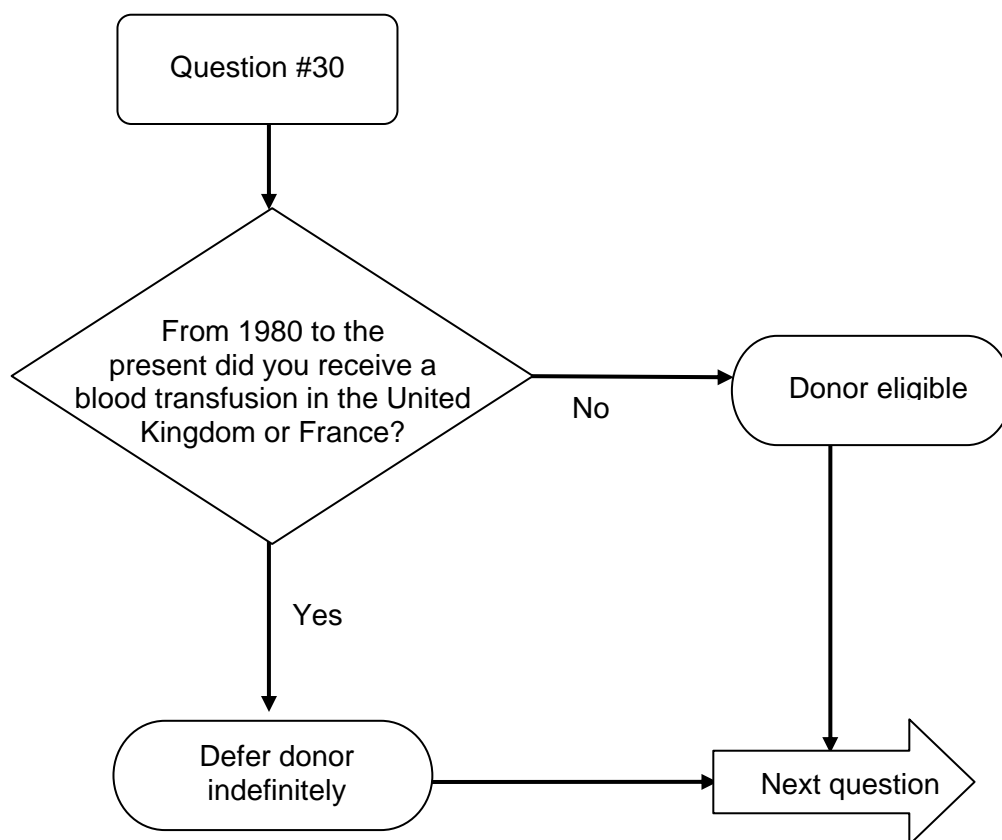 Question #30
From 1980 to the
present did you receive a
blood transfusion in the United
Kingdom or France?
No
Donor eligible
Yes
Defer donor
indefinitely
Next question